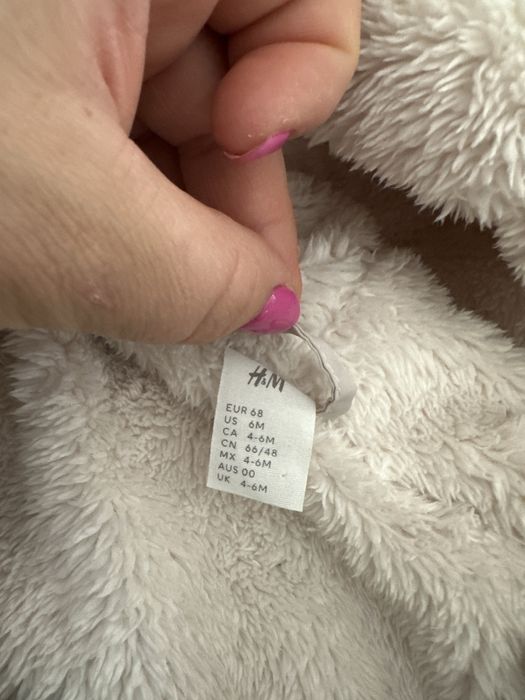 H&M
EUR 68
US 6M
CA 4-6M
CN 66/48
MX 4-6M
AUS 00
UK 4-6M